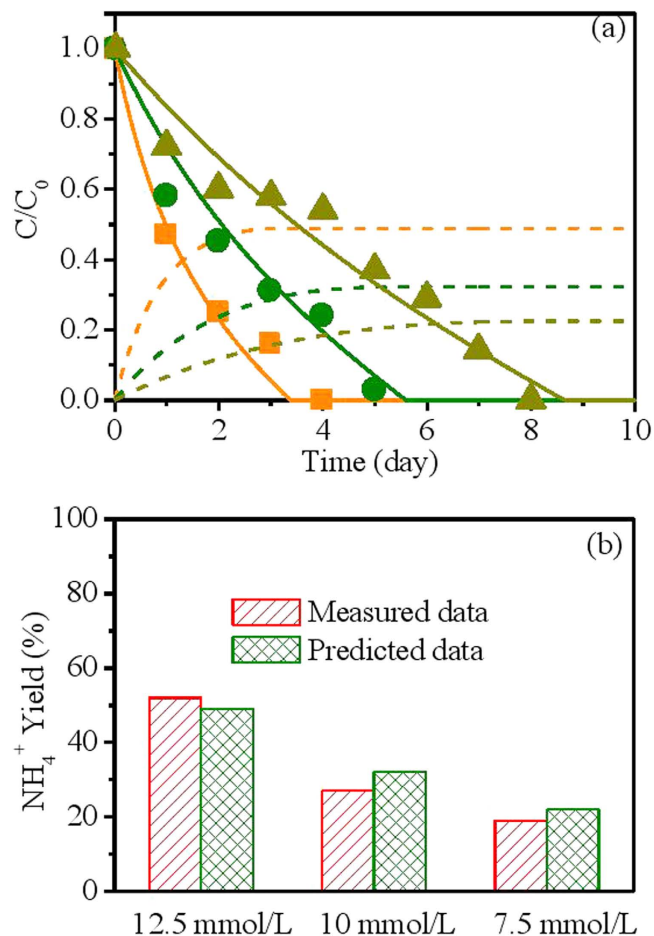 (a)
1.0
0.8
0.6
0.4
0.2
0.0
C/C₀
0 2 4 6 8 10
Time (day)
(b)
100
80
60
40
20
0
NH₄⁺ Yield (%)
Measured data
Predicted data
12.5 mmol/L 10 mmol/L 7.5 mmol/L